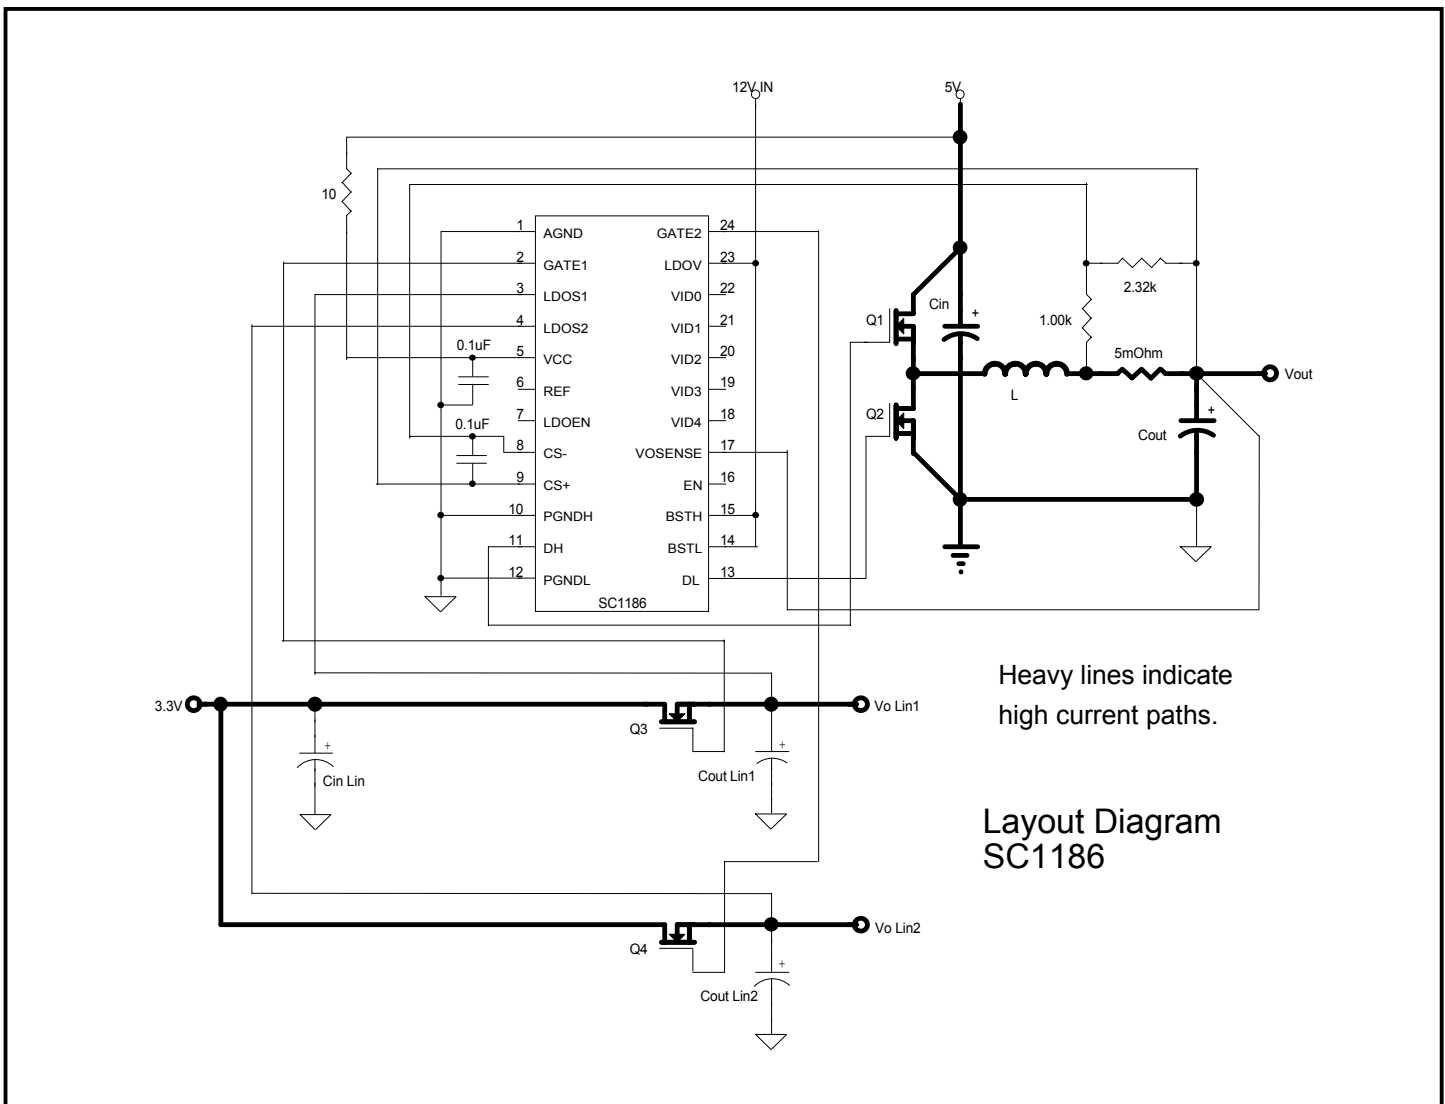 12V IN
5V
10
1
AGND
GATE2
24
2
GATE1
LDOV
23
3
LDOS1
VID0
22
4
LDOS2
VID1
21
0.1uF
5
VCC
VID2
20
6
REF
VID3
19
7
LDOEN
VID4
18
0.1uF
8
CS-
VOSENSE
17
9
CS+
EN
16
10
PGNDH
BSTH
15
11
DH
BSTL
14
12
PGNDL
DL
13
SC1186
Q1
Cin
+
2.32k
1.00k
5mOhm
L
Vout
Q2
+
Cout
Heavy lines indicate
high current paths.
3.3V
Q3
Vo Lin1
+
Cin Lin
+
Cout Lin1
Layout Diagram
SC1186
Q4
Vo Lin2
+
Cout Lin2